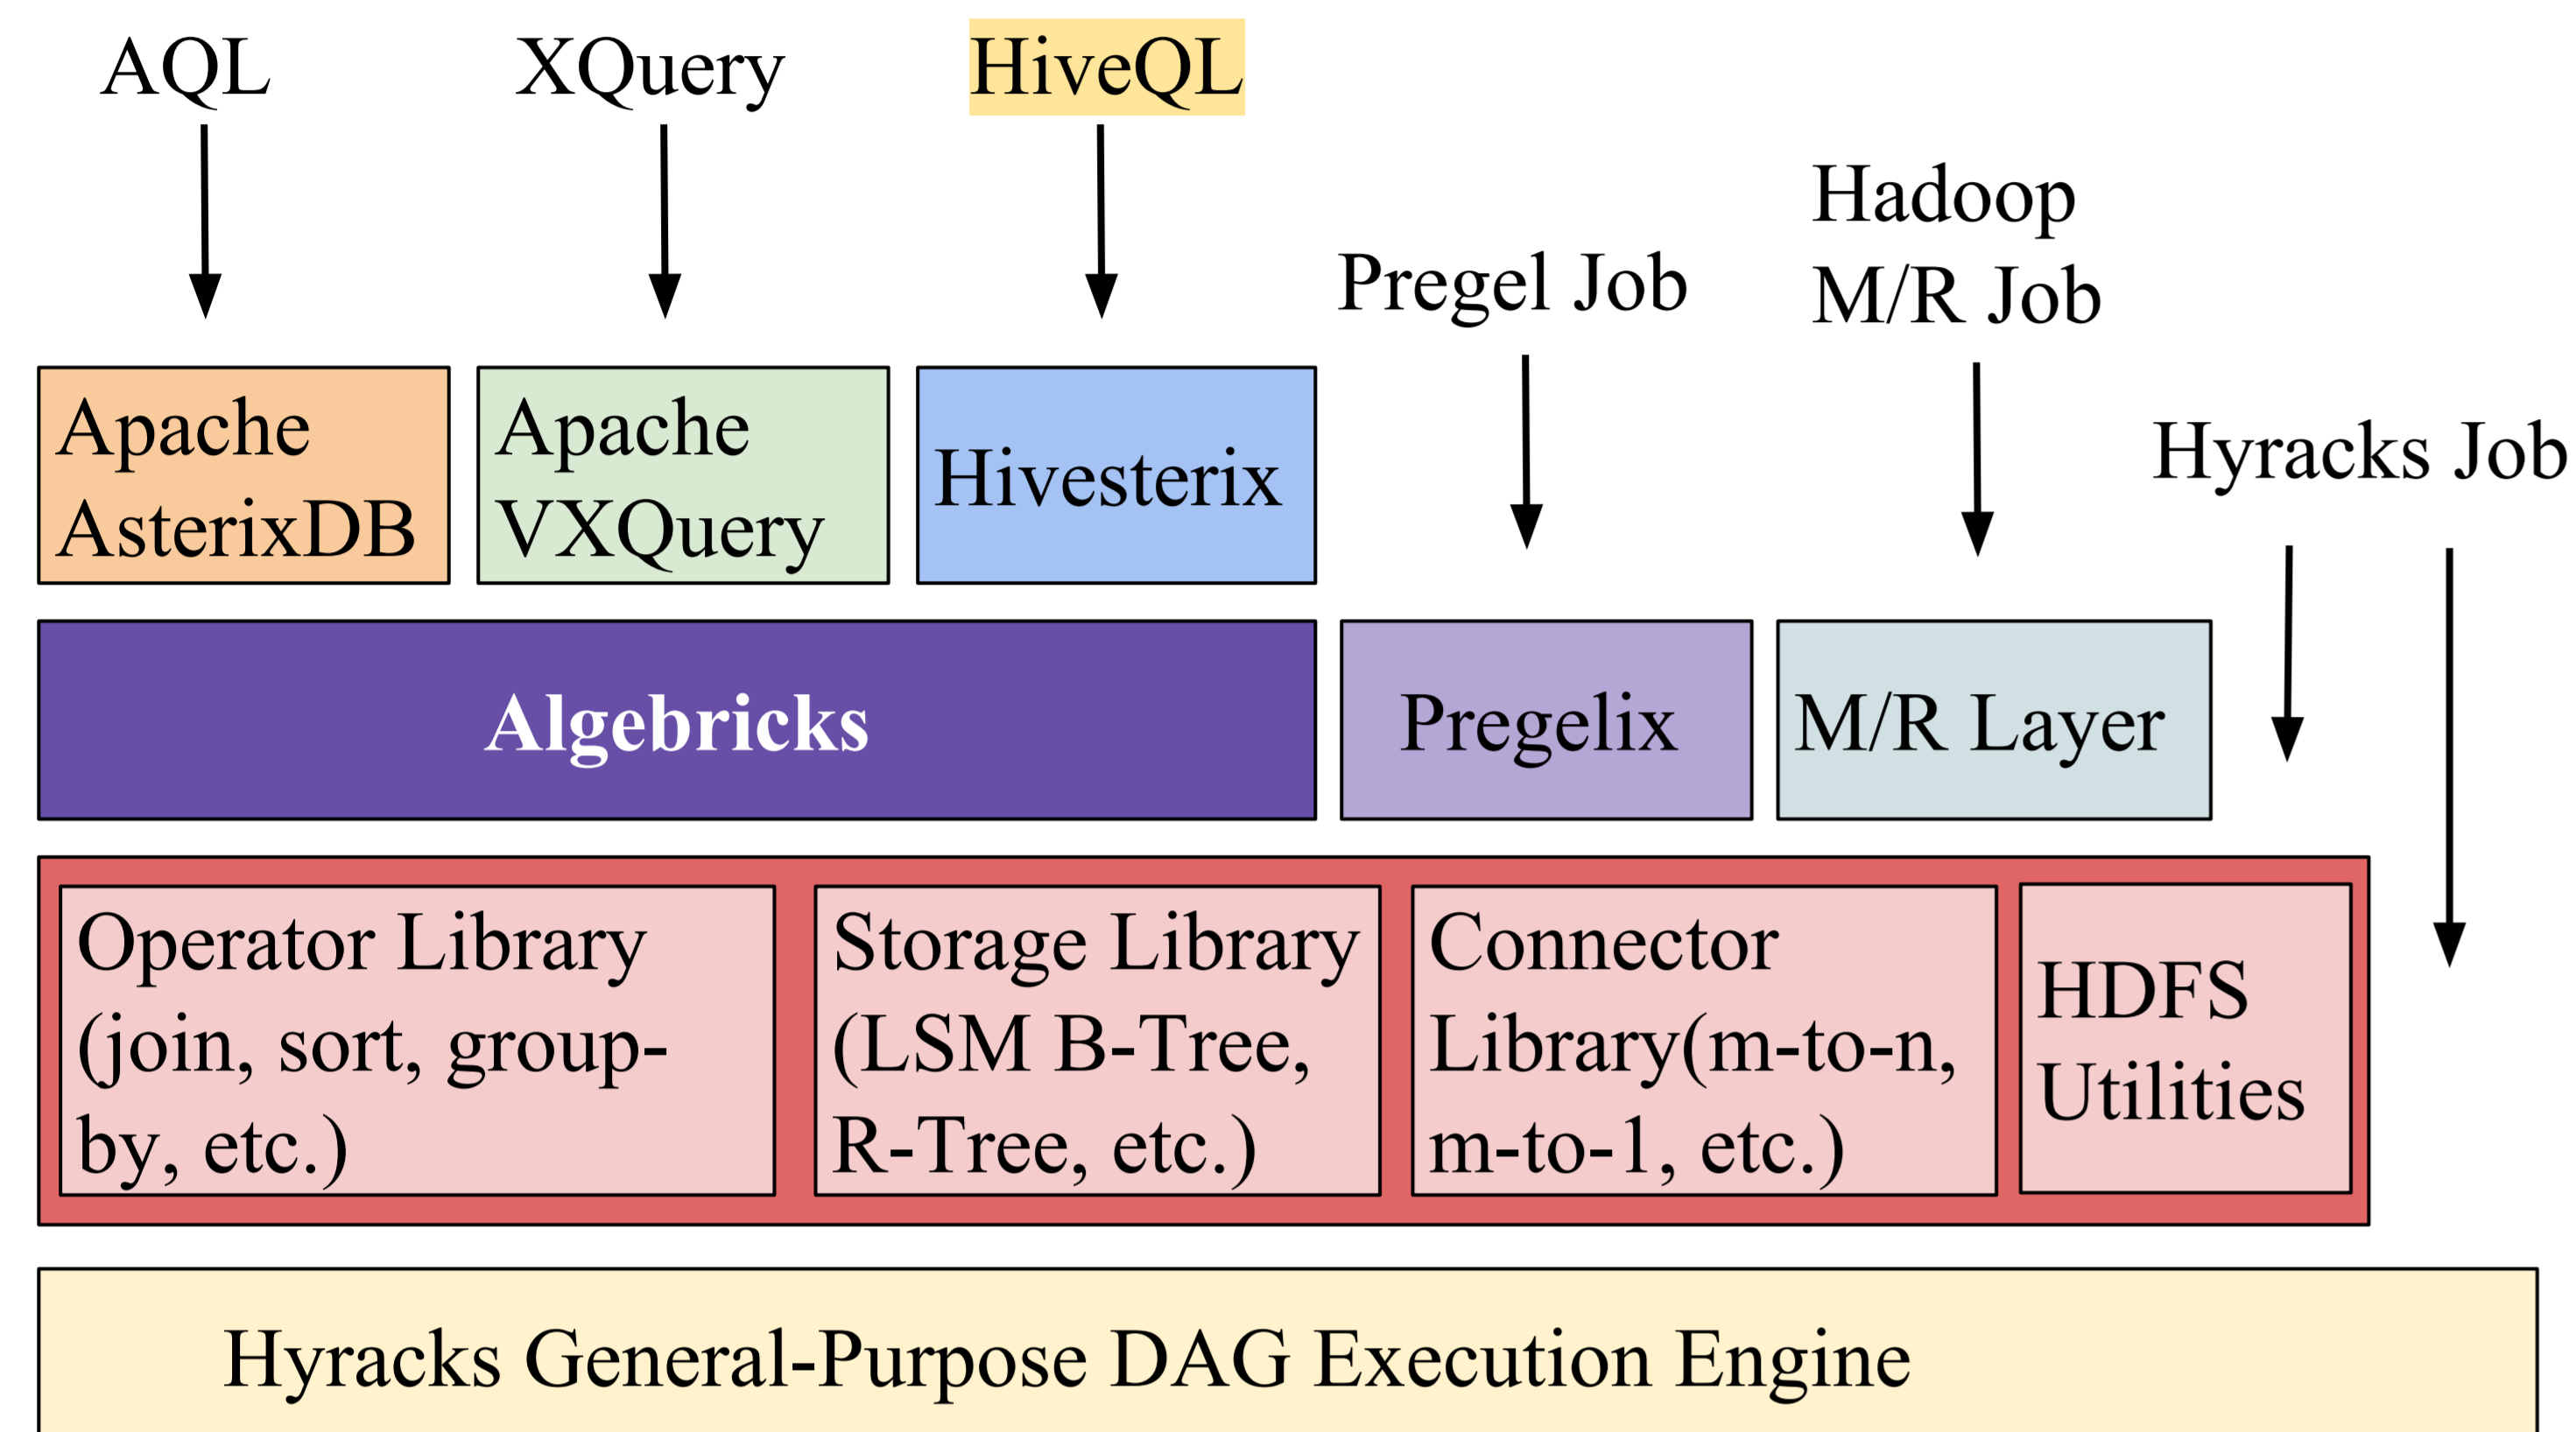 AQL
XQuery
HiveQL
Pregel Job
Hadoop
M/R Job
Hyracks Job
Apache
AsterixDB
Apache
VXQuery
Hivesterix
Algebricks
Pregelix
M/R Layer
Operator Library
(join, sort, group-
by, etc.)
Storage Library
(LSM B-Tree,
R-Tree, etc.)
Connector
Library(m-to-n,
m-to-1, etc.)
HDFS
Utilities
Hyracks General-Purpose DAG Execution Engine